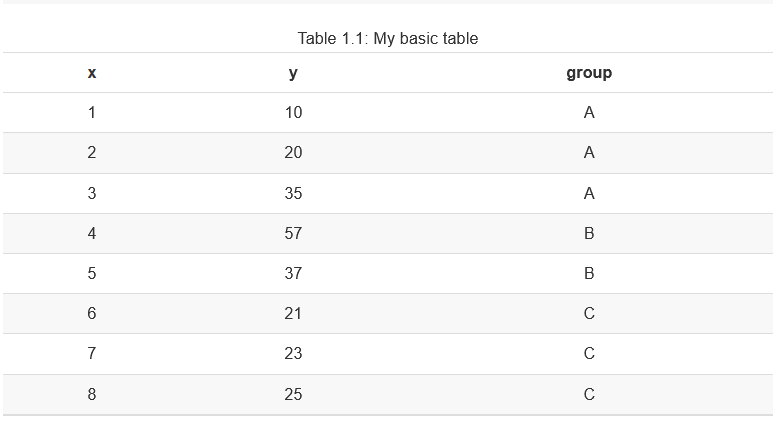 Table 1.1: My basic table
x y group
1 10 A
2 20 A
3 35 A
4 57 B
5 37 B
6 21 C
7 23 C
8 25 C